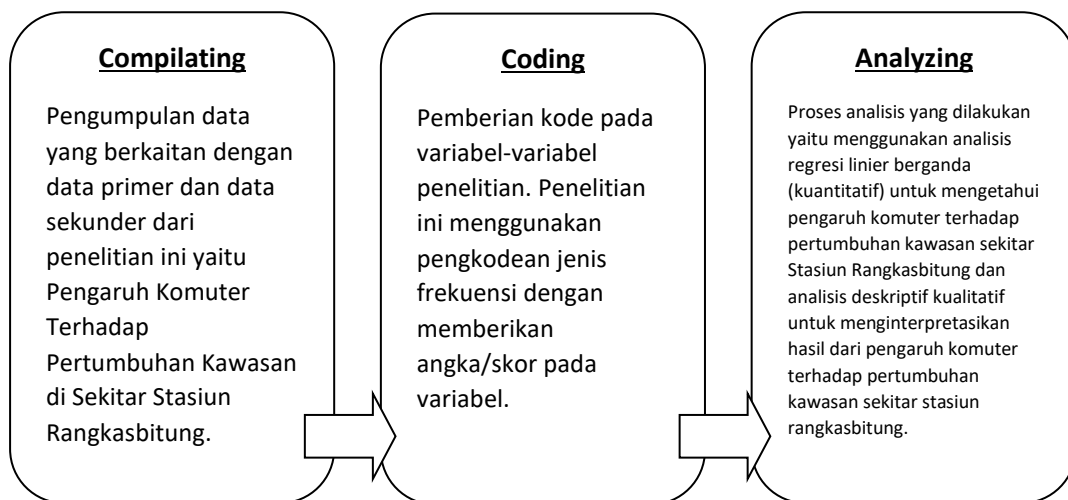 Compilating
Pengumpulan data
yang berkaitan dengan
data primer dan data
sekunder dari
penelitian ini yaitu
Pengaruh Komuter
Terhadap
Pertumbuhan Kawasan
di Sekitar Stasiun
Rangkasbitung.
Coding
Pemberian kode pada
variabel-variabel
penelitian. Penelitian
ini menggunakan
pengkodean jenis
frekuensi dengan
memberikan
angka/skor pada
variabel.
Analyzing
Proses analisis yang dilakukan
yaitu menggunakan analisis
regresi linier berganda
(kuantitatif) untuk mengetahui
pengaruh komuter terhadap
pertumbuhan kawasan sekitar
Stasiun Rangkasbitung dan
analisis deskriptif kualitatif
untuk menginterpretasikan
hasil dari pengaruh komuter
terhadap pertumbuhan
kawasan sekitar stasiun
rangkasbitung.